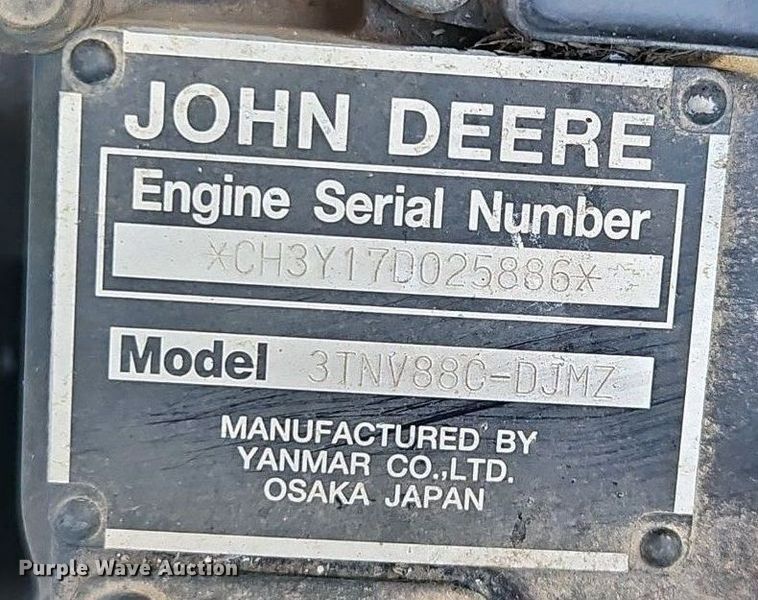 JOHN DEERE
Engine Serial Number
*CH3Y17D025886*
Model 3TNV88C-DJMZ
MANUFACTURED BY
YANMAR CO.,LTD.
OSAKA JAPAN
Purple Wave Auction